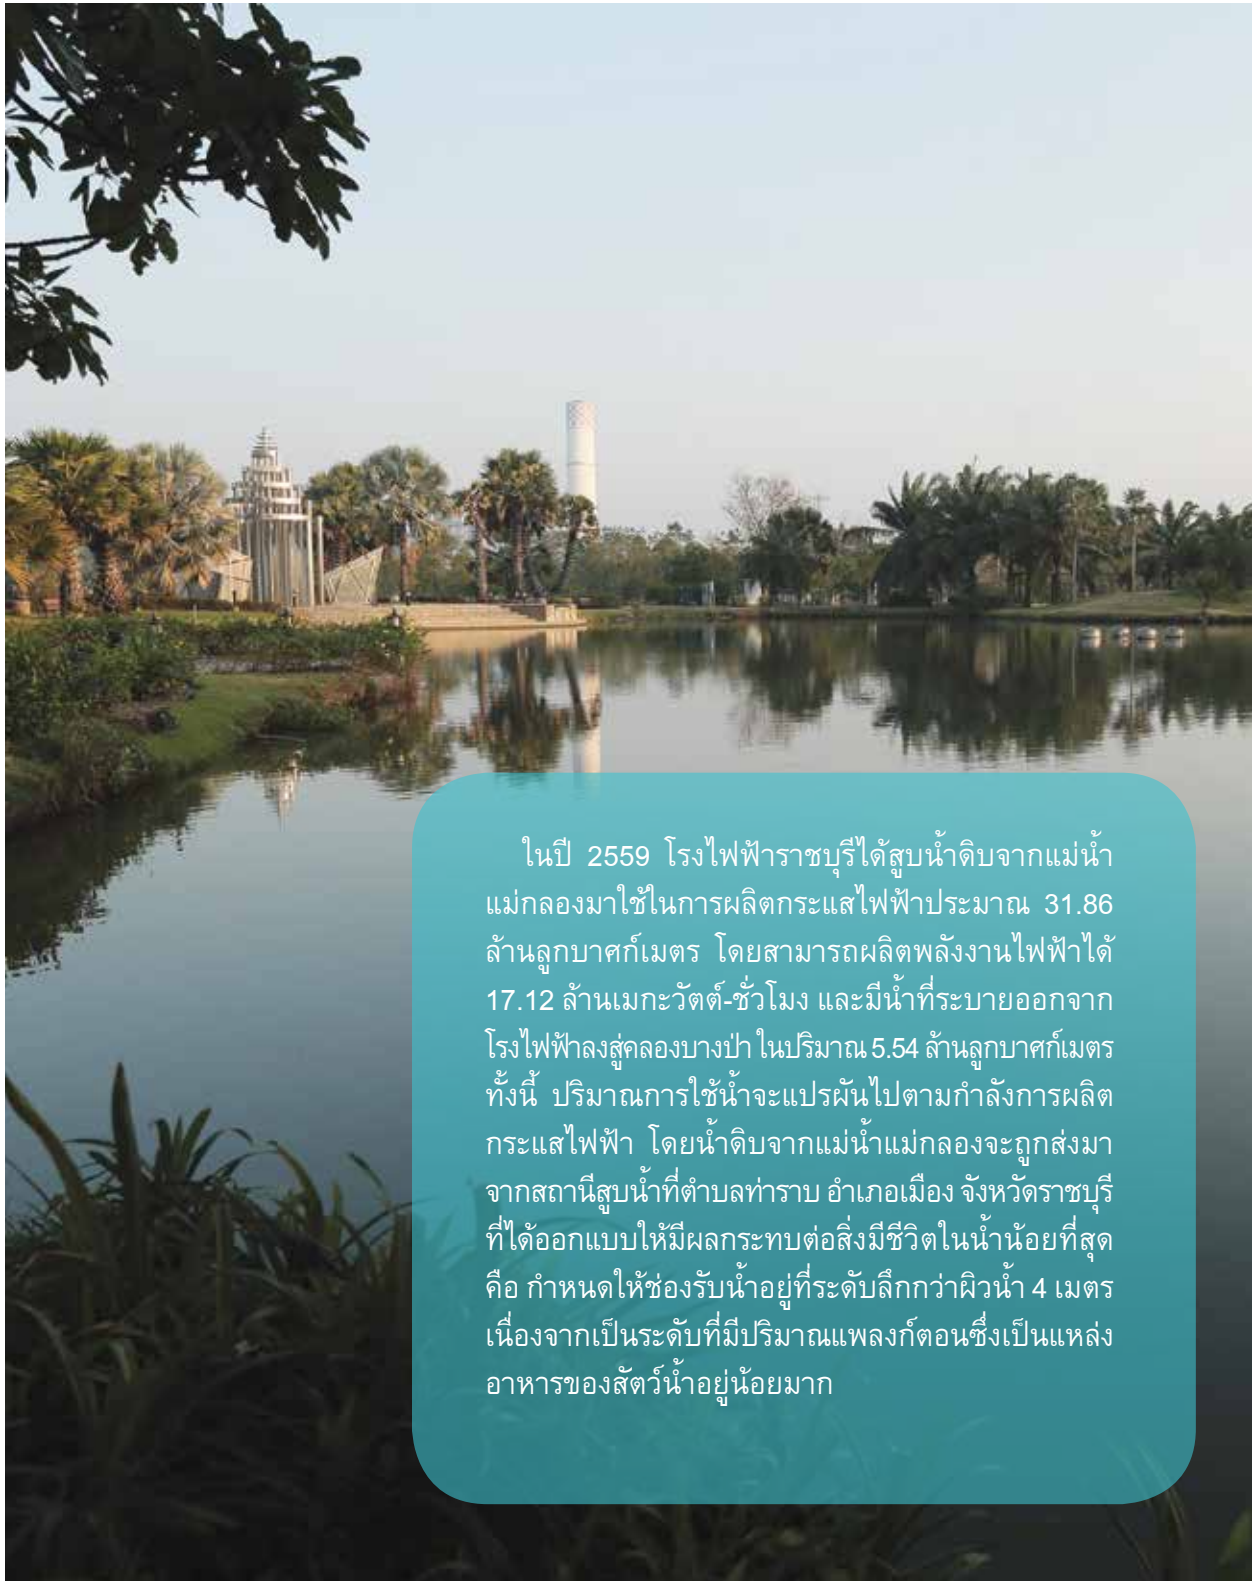 ในปี 2559 โรงไฟฟ้าราชบุรีได้สูบน้ำดิบจากแม่น้ำ
แม่กลองมาใช้ในการผลิตกระแสไฟฟ้าประมาณ 31.86
ล้านลูกบาศก์เมตร โดยสามารถผลิตพลังงานไฟฟ้าได้
17.12 ล้านเมกะวัตต์-ชั่วโมง และมีน้ำที่ระบายออกจาก
โรงไฟฟ้าลงสู่คลองบางป่า ในปริมาณ 5.54 ล้านลูกบาศก์เมตร
ทั้งนี้ ปริมาณการใช้น้ำจะแปรผันไปตามกำลังการผลิต
กระแสไฟฟ้า โดยน้ำดิบจากแม่น้ำแม่กลองจะถูกส่งมา
จากสถานีสูบน้ำที่ตำบลท่าราบ อำเภอเมือง จังหวัดราชบุรี
ที่ได้ออกแบบให้มีผลกระทบต่อสิ่งมีชีวิตในน้ำน้อยที่สุด
คือ กำหนดให้ช่องรับน้ำอยู่ที่ระดับลึกกว่าผิวน้ำ 4 เมตร
เนื่องจากเป็นระดับที่มีปริมาณแพลงก์ตอนซึ่งเป็นแหล่ง
อาหารของสัตว์น้ำอยู่น้อยมาก